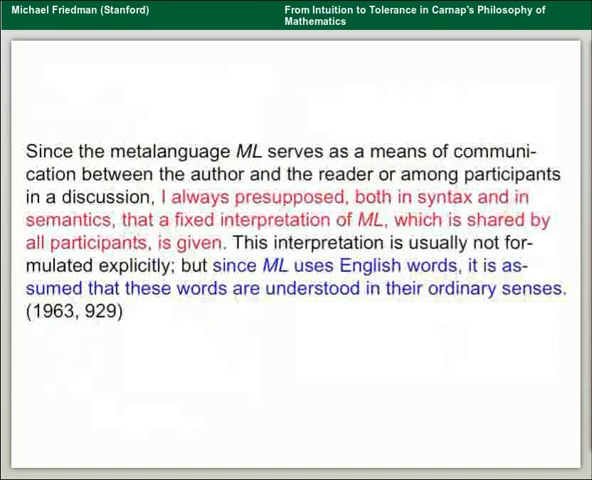 Michael Friedman (Stanford)
From Intuition to Tolerance in Carnap's Philosophy of
Mathematics
Since the metalanguage ML serves as a means of communi-
cation between the author and the reader or among participants
in a discussion, I always presupposed, both in syntax and in
semantics, that a fixed interpretation of ML, which is shared by
all participants, is given. This interpretation is usually not for-
mulated explicitly; but since ML uses English words, it is as-
sumed that these words are understood in their ordinary senses.
(1963, 929)